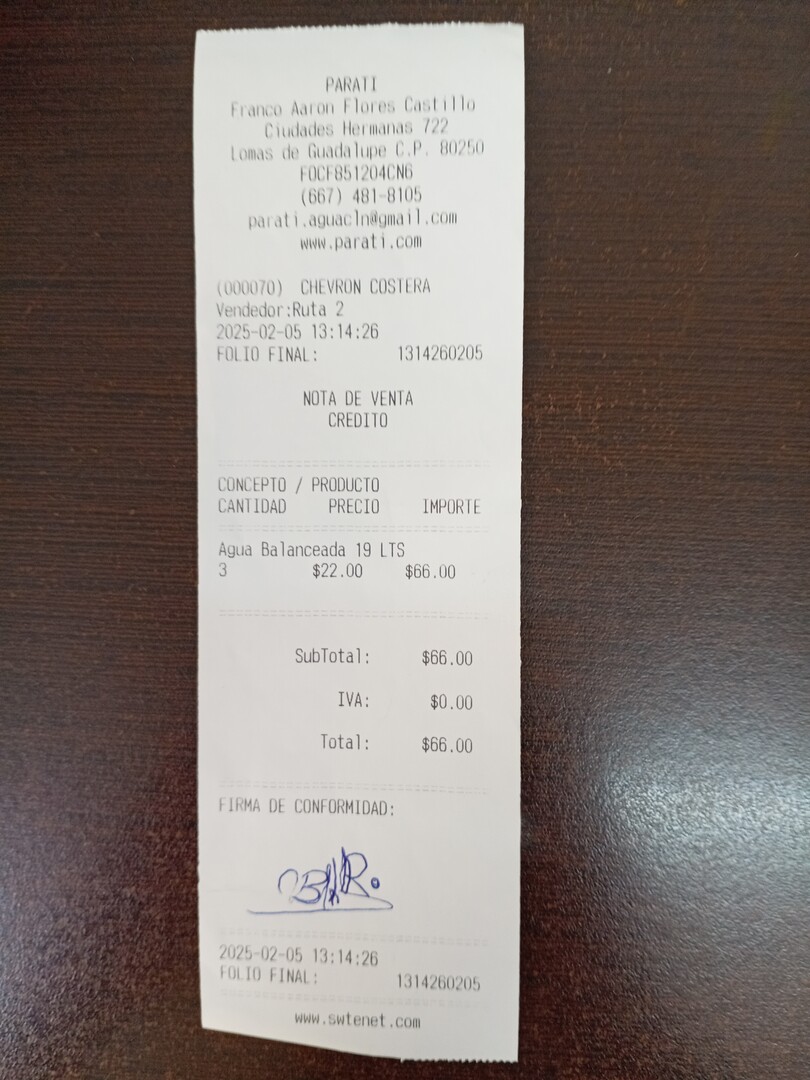 PARATI
Franco Aaron Flores Castillo
Ciudades Hermanas 722
Lomas de Guadalupe C.P. 80250
FOCF851204CN6
(667) 481-8105
parati.aguacln@gmail.com
www.parati.com
(000070) CHEVRON COSTERA
Vendedor:Ruta 2
2025-02-05 13:14:26
FOLIO FINAL: 1314260205
NOTA DE VENTA
CREDITO
CONCEPTO / PRODUCTO
CANTIDAD PRECIO IMPORTE
Agua Balanceada 19 LTS
3 $22.00 $66.00
SubTotal: $66.00
IVA: $0.00
Total: $66.00
FIRMA DE CONFORMIDAD:
2025-02-05 13:14:26
FOLIO FINAL: 1314260205
www.swtenet.com